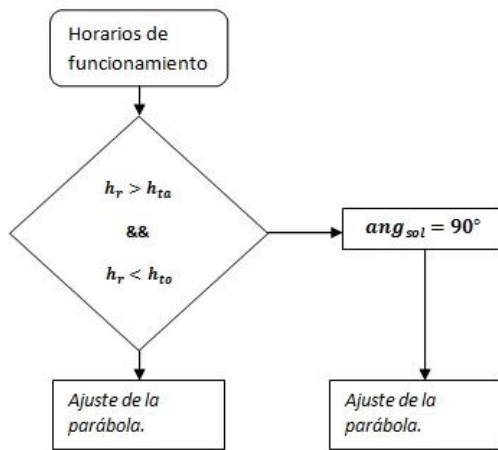 Horarios de
funcionamiento
h_r > h_ta
&&
h_r < h_to
ang_sol = 90°
Ajuste de la
parábola.
Ajuste de la
parábola.